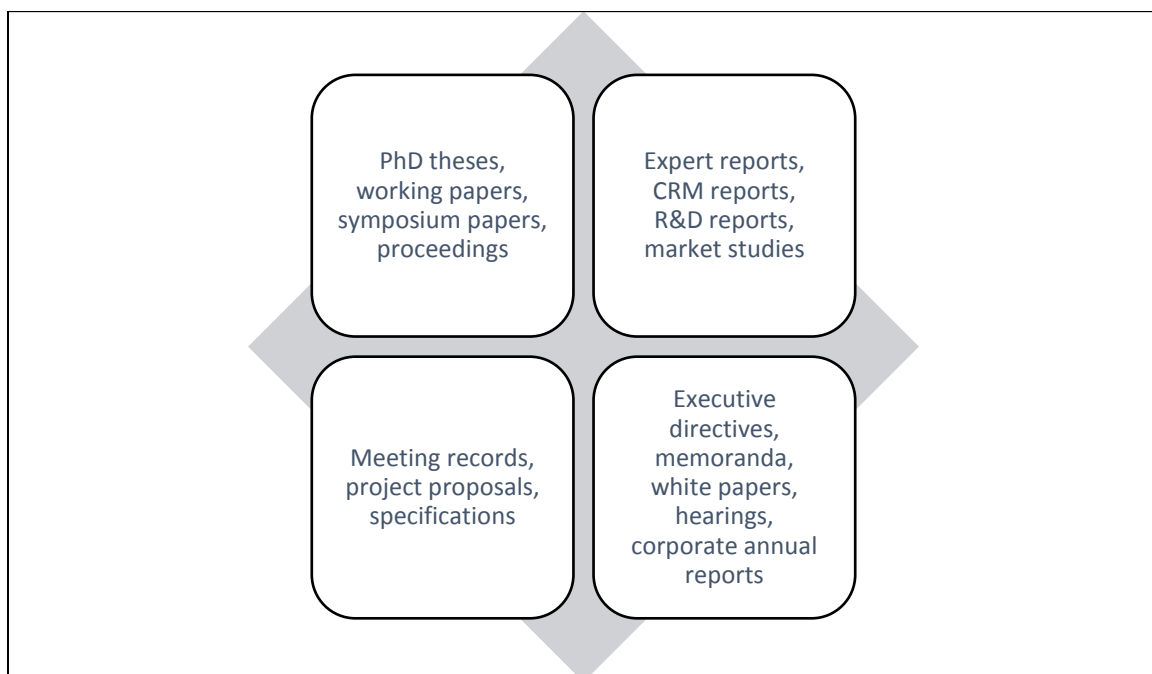 PhD theses,
working papers,
symposium papers,
proceedings
Expert reports,
CRM reports,
R&D reports,
market studies
Meeting records,
project proposals,
specifications
Executive
directives,
memoranda,
white papers,
hearings,
corporate annual
reports